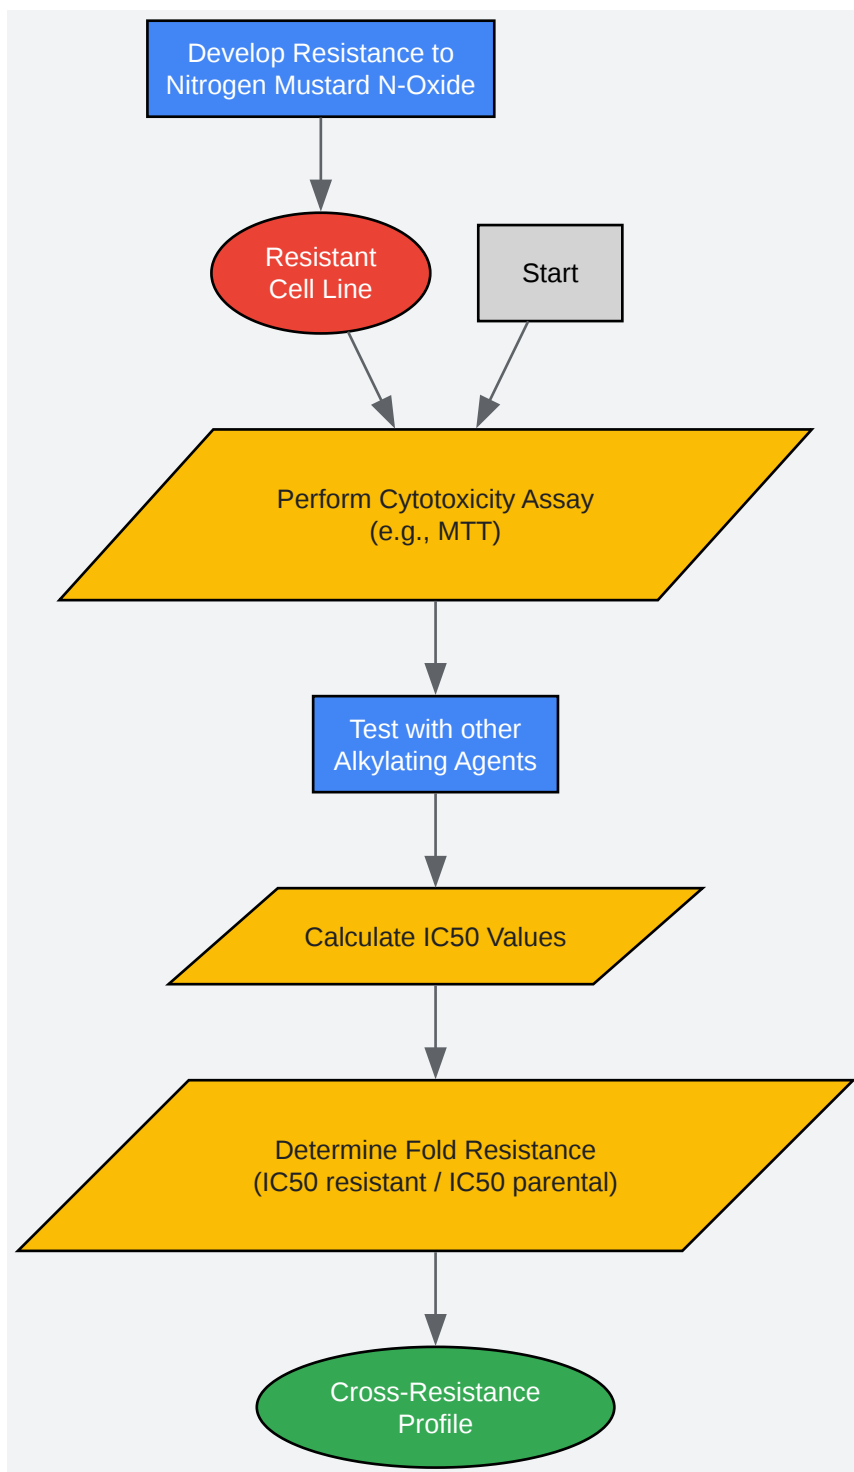 Develop Resistance to
Nitrogen Mustard N-Oxide
Resistant
Cell Line
Start
Perform Cytotoxicity Assay
(e.g., MTT)
Test with other
Alkylating Agents
Calculate IC50 Values
Determine Fold Resistance
(IC50 resistant / IC50 parental)
Cross-Resistance
Profile